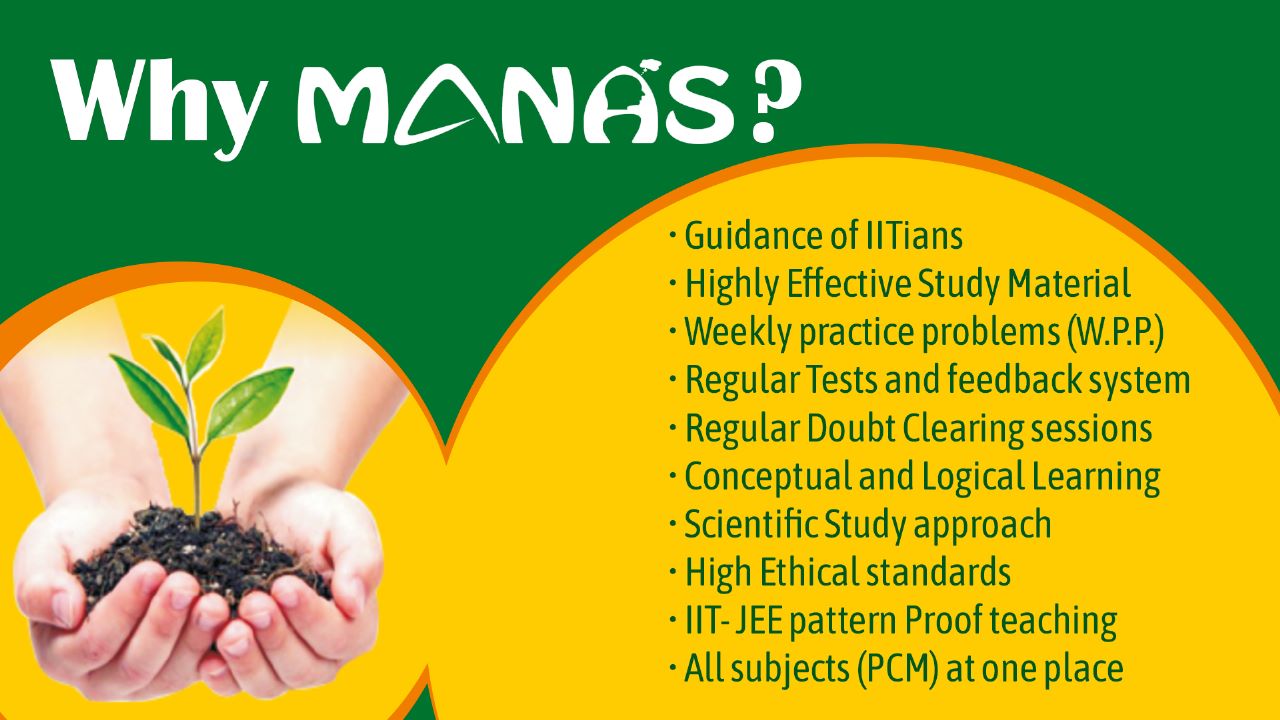 Why MANAS?
· Guidance of IITians
· Highly Effective Study Material
· Weekly practice problems (W.P.P.)
· Regular Tests and feedback system
· Regular Doubt Clearing sessions
· Conceptual and Logical Learning
· Scientific Study approach
· High Ethical standards
· IIT- JEE pattern Proof teaching
· All subjects (PCM) at one place